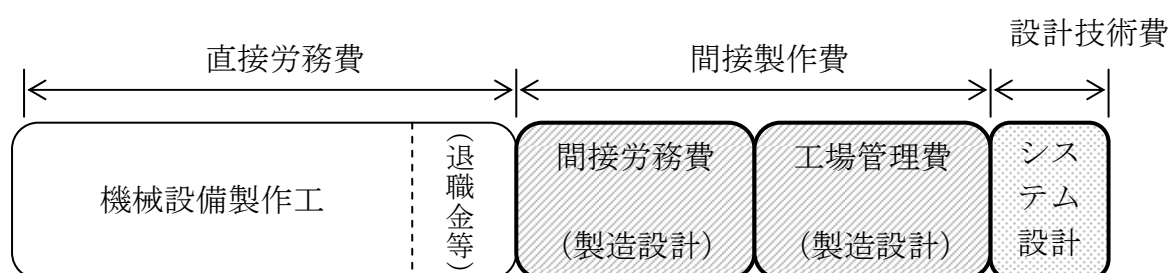 設計技術費
直接労務費
間接製作費
機械設備製作工
(退職金等)
間接労務費
(製造設計)
工場管理費
(製造設計)
シス
テム
設計